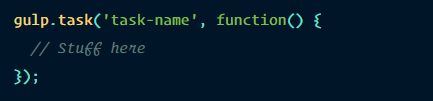 gulp.task('task-name', function() {
  // Stuff here
});